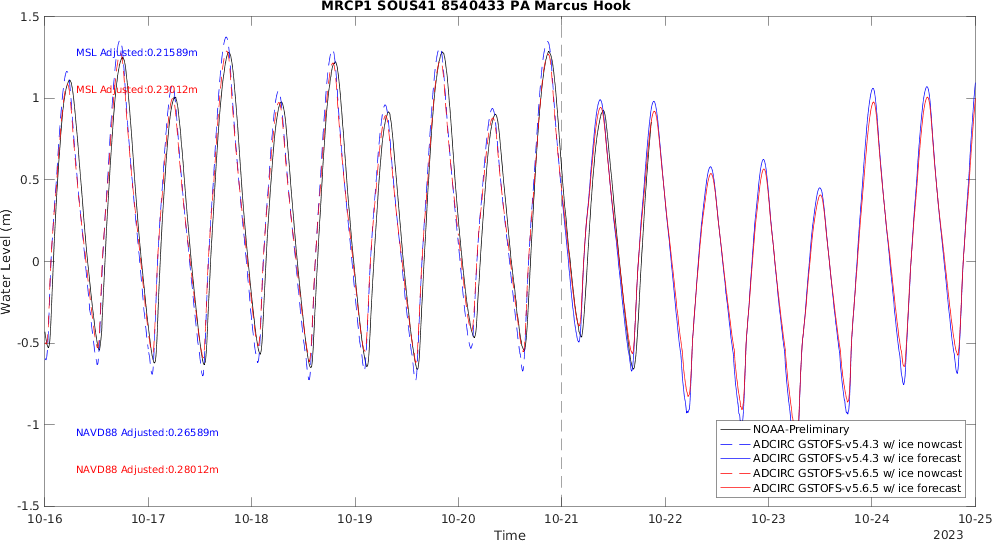 MRCP1 SOUS41 8540433 PA Marcus Hook
1.5
MSL Adjusted:0.21589m
1
MSL Adjusted:0.23012m
0.5
0
Water Level (m)
-0.5
-1
NAVD88 Adjusted:0.26589m
NAVD88 Adjusted:0.28012m
-1.5
NOAA-Preliminary
ADCIRC GSTOFS-v5.4.3 w/ ice nowcast
ADCIRC GSTOFS-v5.4.3 w/ ice forecast
ADCIRC GSTOFS-v5.6.5 w/ ice nowcast
ADCIRC GSTOFS-v5.6.5 w/ ice forecast
10-16 10-17 10-18 10-19 10-20 10-21 10-22 10-23 10-24 10-25
Time
2023